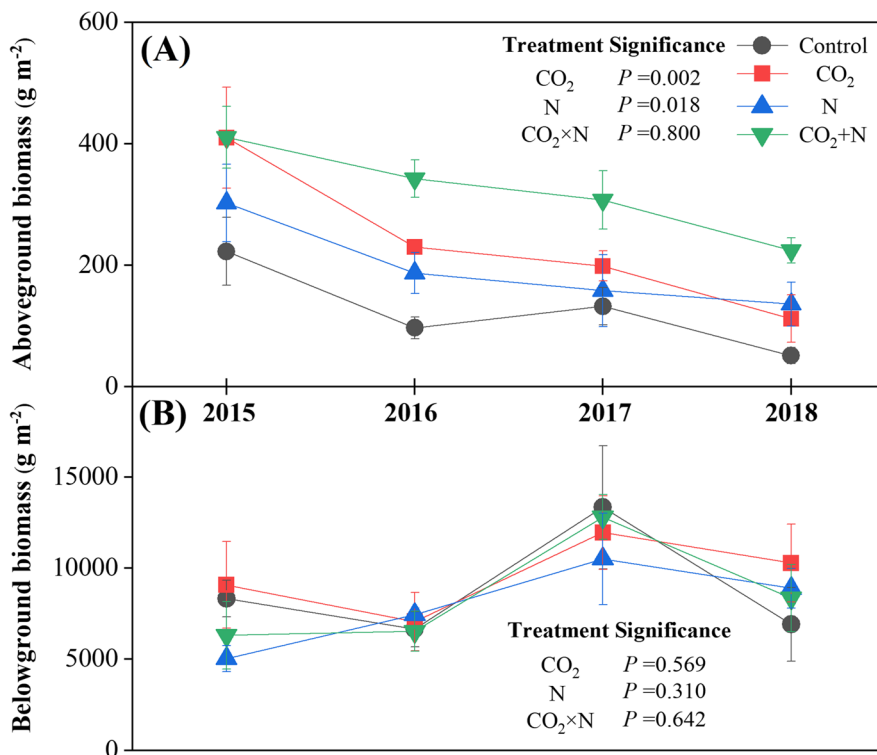 Aboveground biomass (g m⁻²)
600
400
200
0
(A)
Treatment Significance
CO₂ P =0.002
N P =0.018
CO₂×N P =0.800
Control
CO₂
N
CO₂+N
2015 2016 2017 2018
Belowground biomass (g m⁻²)
15000
10000
5000
0
(B)
Treatment Significance
CO₂ P=0.569
N P=0.310
CO₂×N P=0.642